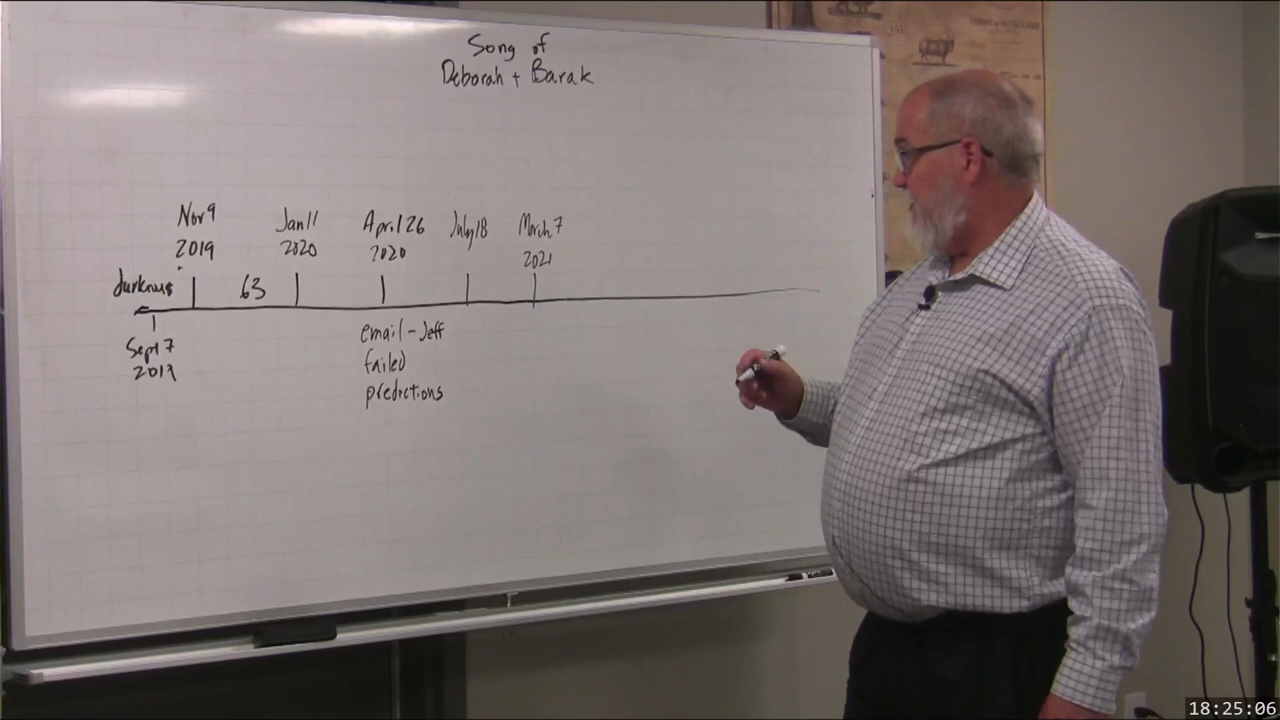 Song of
Deborah + Barak
Nov 9
2019
Jan 11
2020
April 26
2020
July 18
March 7
2021
darkness
63
Sept 7
2019
email - Jeff
failed
predictions
18:25:06